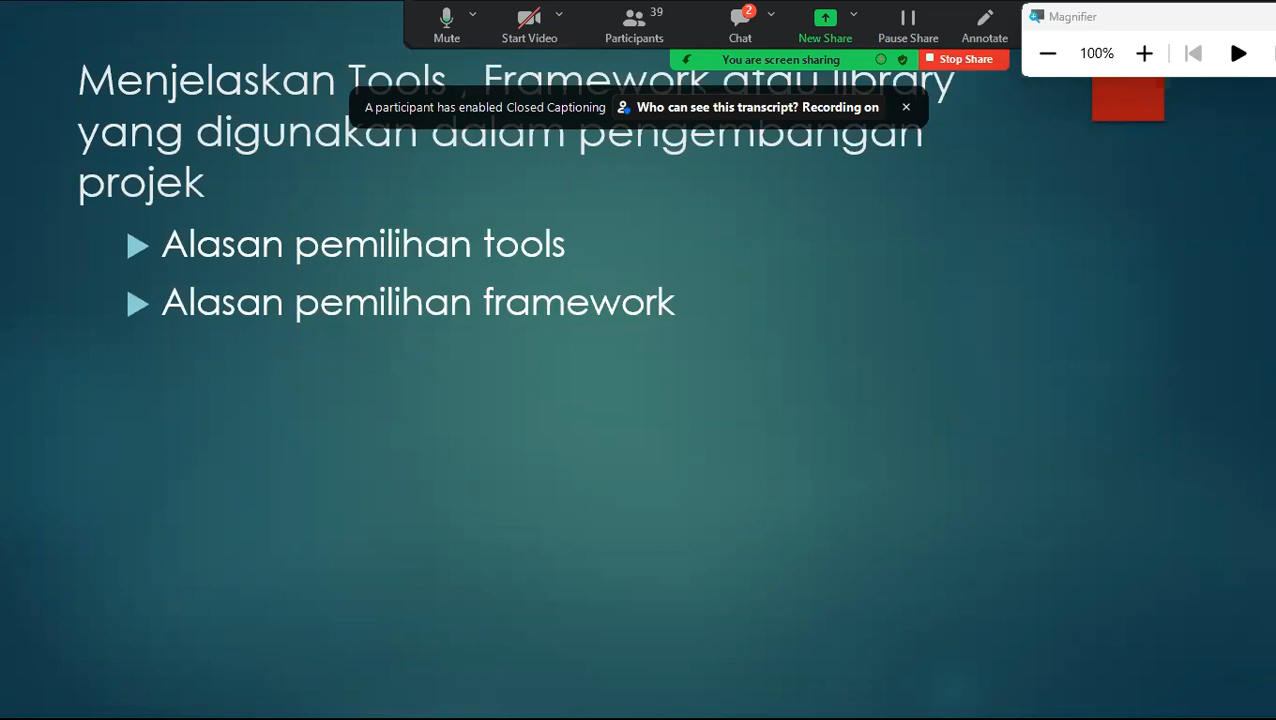 39
2
Mute
Start Video
Participants
Chat
New Share
Pause Share
Annotate
Magnifier
100%
You are screen sharing
Stop Share
Menjelaskan Tools , Framework atau library
A participant has enabled Closed Captioning
Who can see this transcript? Recording on
yang digunakan dalam pengembangan
projek
Alasan pemilihan tools
Alasan pemilihan framework